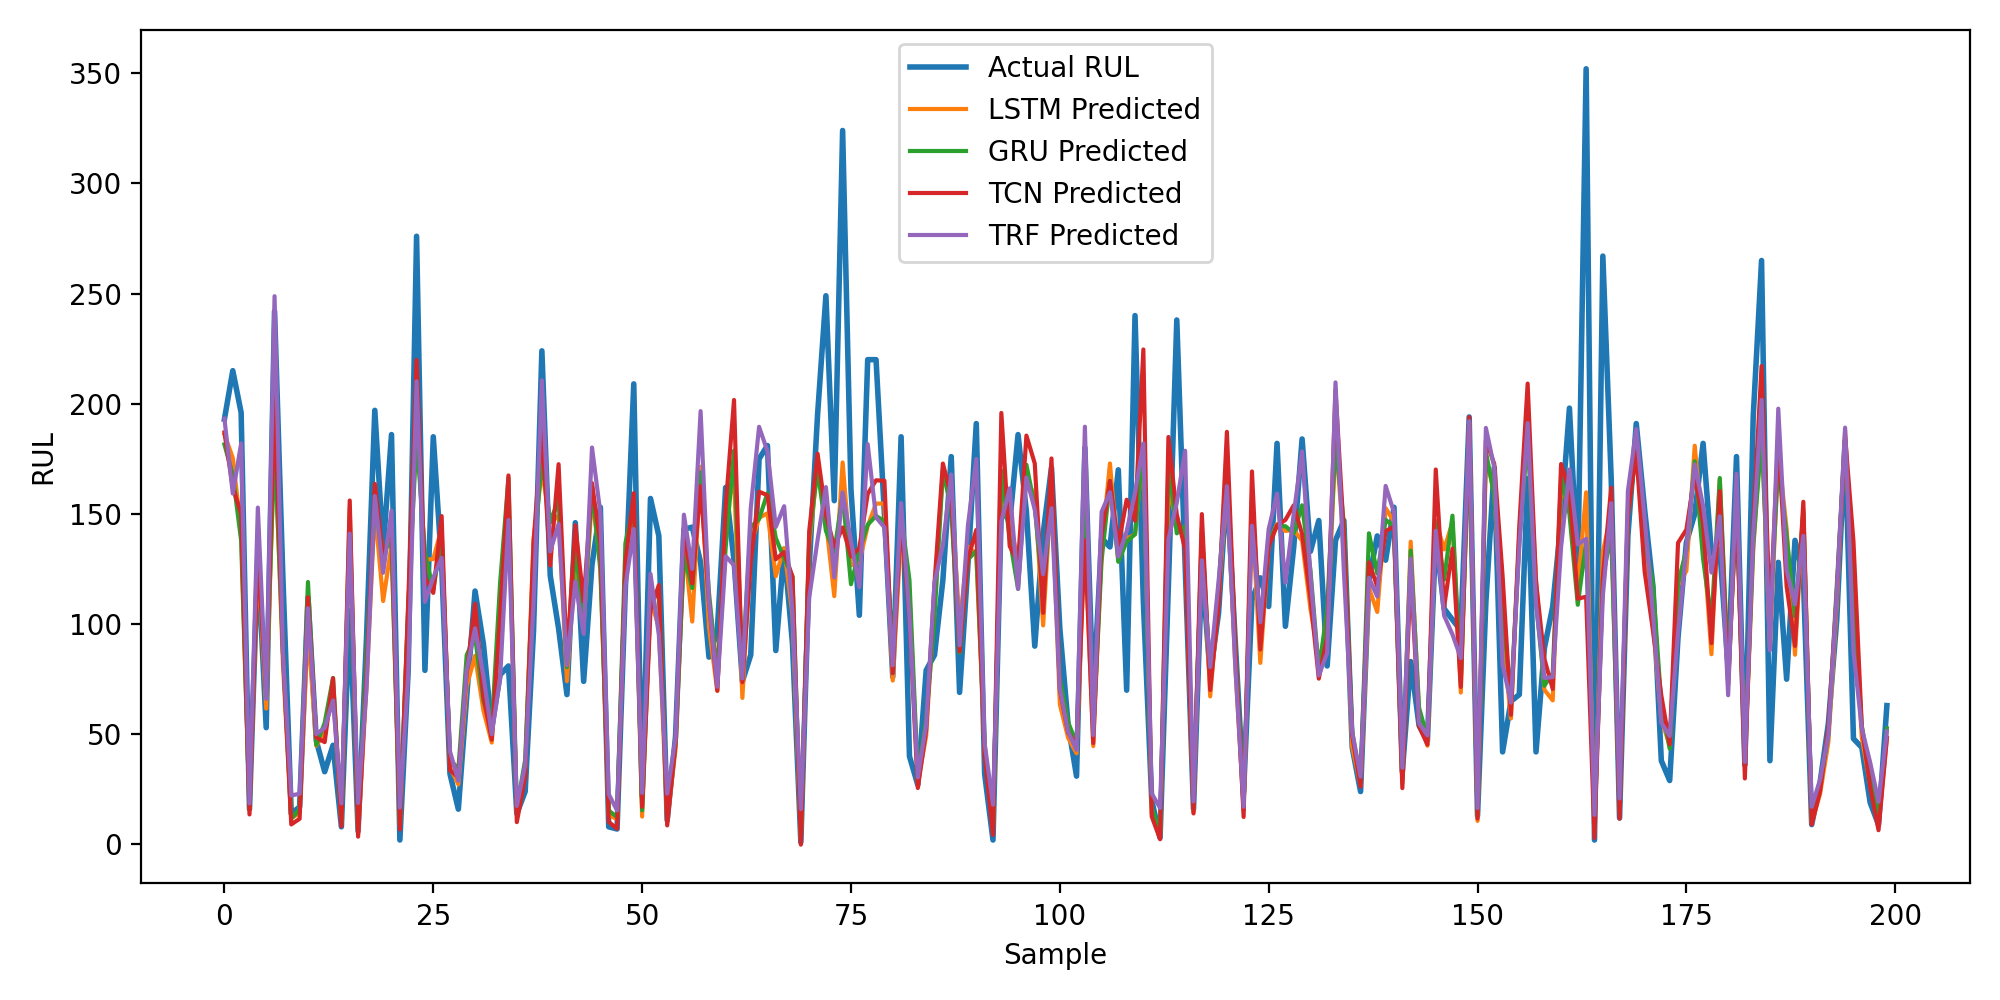 350
300
250
200
150
100
50
0
RUL
Actual RUL
LSTM Predicted
GRU Predicted
TCN Predicted
TRF Predicted
0 25 50 75 100 125 150 175 200
Sample